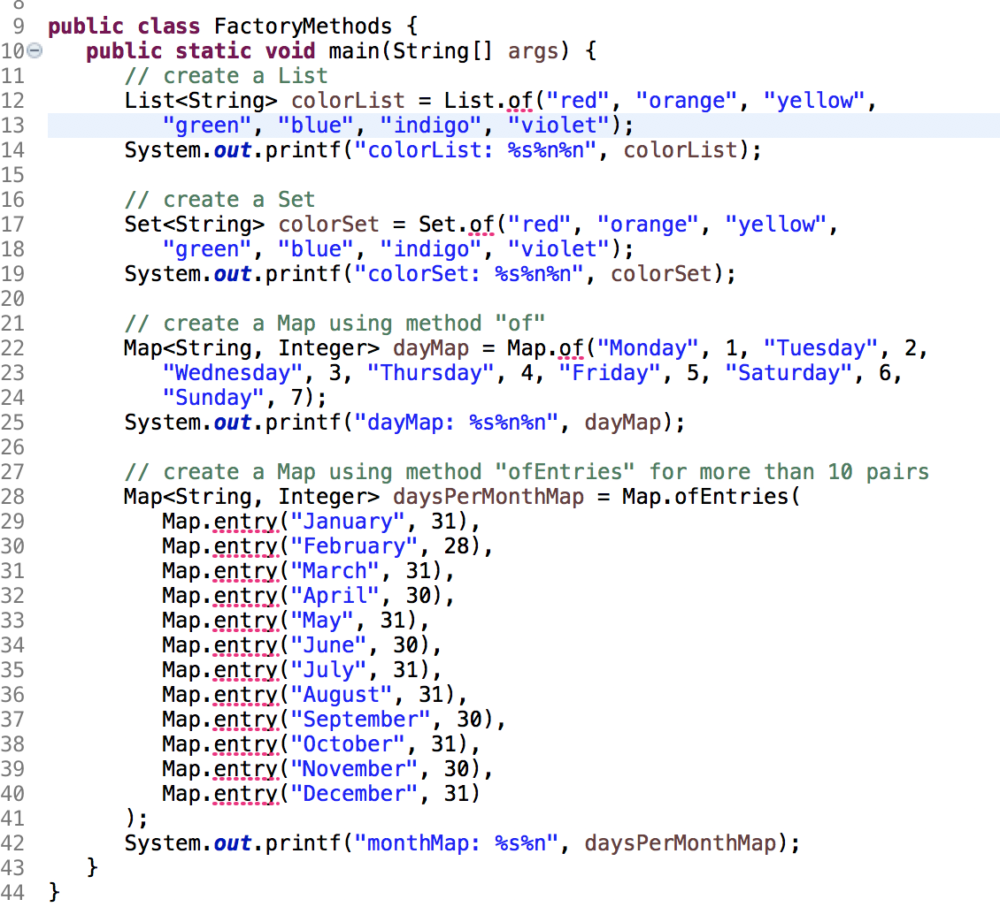 8
9 public class FactoryMethods {
10 public static void main(String[] args) {
11 // create a List
12 List<String> colorList = List.of("red", "orange", "yellow",
13 "green", "blue", "indigo", "violet");
14 System.out.printf("colorList: %s%n%n", colorList);
15
16 // create a Set
17 Set<String> colorSet = Set.of("red", "orange", "yellow",
18 "green", "blue", "indigo", "violet");
19 System.out.printf("colorSet: %s%n%n", colorSet);
20
21 // create a Map using method "of"
22 Map<String, Integer> dayMap = Map.of("Monday", 1, "Tuesday", 2,
23 "Wednesday", 3, "Thursday", 4, "Friday", 5, "Saturday", 6,
24 "Sunday", 7);
25 System.out.printf("dayMap: %s%n%n", dayMap);
26
27 // create a Map using method "ofEntries" for more than 10 pairs
28 Map<String, Integer> daysPerMonthMap = Map.ofEntries(
29 Map.entry("January", 31),
30 Map.entry("February", 28),
31 Map.entry("March", 31),
32 Map.entry("April", 30),
33 Map.entry("May", 31),
34 Map.entry("June", 30),
35 Map.entry("July", 31),
36 Map.entry("August", 31),
37 Map.entry("September", 30),
38 Map.entry("October", 31),
39 Map.entry("November", 30),
40 Map.entry("December", 31)
41 );
42 System.out.printf("monthMap: %s%n", daysPerMonthMap);
43 }
44 }